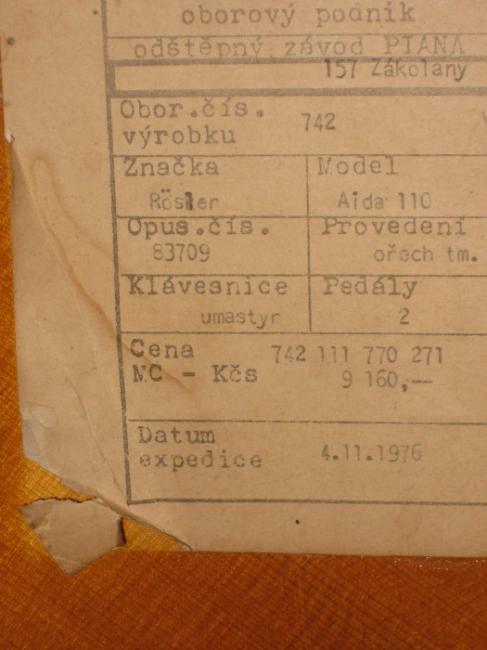 oborový podnik
odštěpný závod PIANA
157 Zákolany
Obor.čís. výrobku 742
Značka Model
Rösler Aida 110
Opus.čís. Provedení
83709 ořech tm.
Klávesnice Pedály
umastyr 2
Cena 742 111 770 271
MC - Kčs 9 160,—
Datum
expedice 4.11.1976